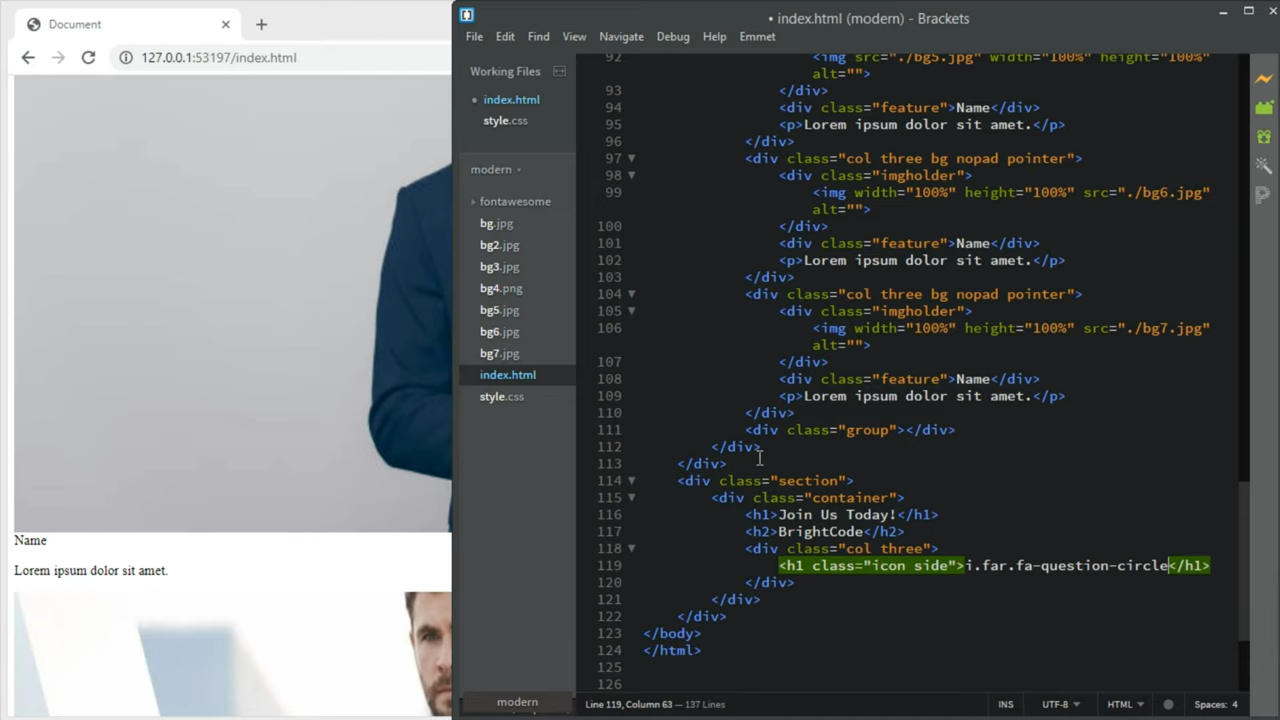 Document
127.0.0.1:53197/index.html
Name
Lorem ipsum dolor sit amet.
• index.html (modern) - Brackets
File Edit Find View Navigate Debug Help Emmet
Working Files
index.html
style.css
modern
fontawesome
bg.jpg
bg2.jpg
bg3.jpg
bg4.png
bg5.jpg
bg6.jpg
bg7.jpg
index.html
style.css
modern
92 <img src="./bg5.jpg" width="100%" height="100%"
alt="">
93 </div>
94 <div class="feature">Name</div>
95 <p>Lorem ipsum dolor sit amet.</p>
96 </div>
97 <div class="col three bg nopad pointer">
98 <div class="imgholder">
99 <img width="100%" height="100%" src="./bg6.jpg"
alt="">
100 </div>
101 <div class="feature">Name</div>
102 <p>Lorem ipsum dolor sit amet.</p>
103 </div>
104 <div class="col three bg nopad pointer">
105 <div class="imgholder">
106 <img width="100%" height="100%" src="./bg7.jpg"
alt="">
107 </div>
108 <div class="feature">Name</div>
109 <p>Lorem ipsum dolor sit amet.</p>
110 </div>
111 <div class="group"></div>
112 </div>
113 </div>
114 <div class="section">
115 <div class="container">
116 <h1>Join Us Today!</h1>
117 <h2>BrightCode</h2>
118 <div class="col three">
119 <h1 class="icon side">i.far.fa-question-circle</h1>
120 </div>
121 </div>
122 </div>
123 </body>
124 </html>
125
126
Line 119, Column 63 — 137 Lines
INS UTF-8 HTML Spaces: 4